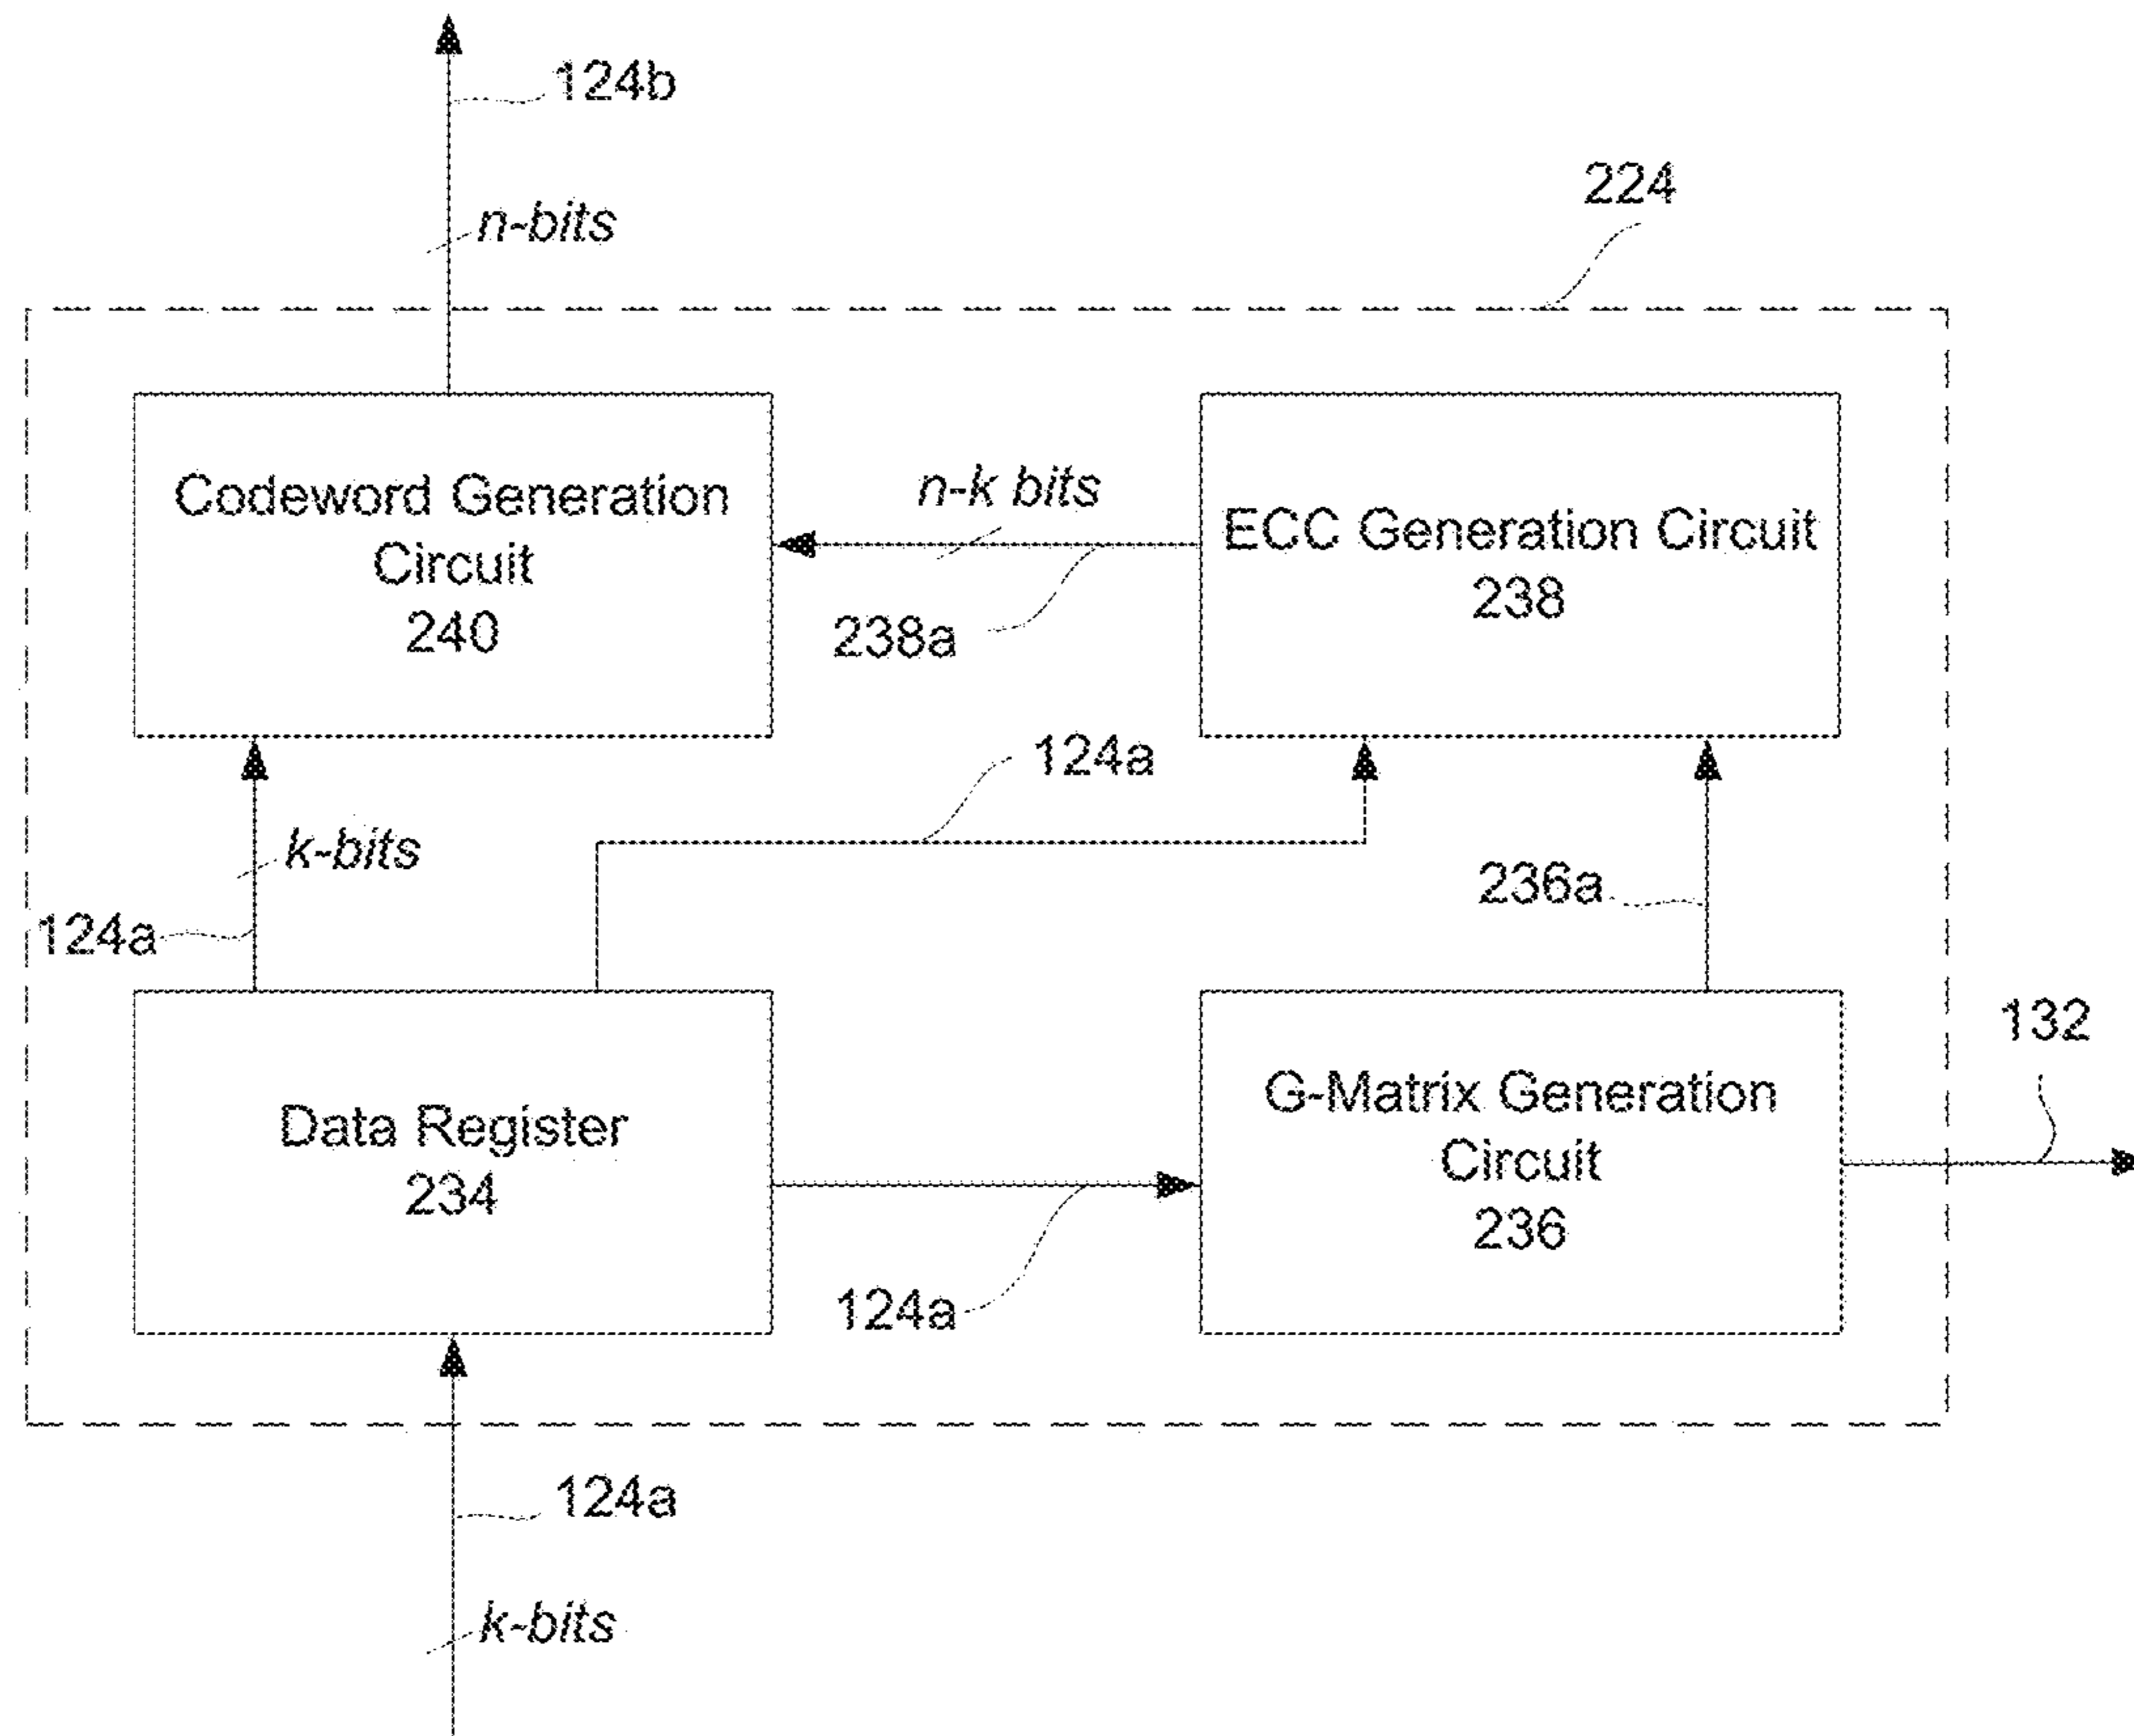 124b
n-bits
224
Codeword Generation
Circuit
240
n-k bits
238a
ECC Generation Circuit
238
124a
k-bits
124a
236a
Data Register
234
124a
G-Matrix Generation
Circuit
236
132
124a
k-bits